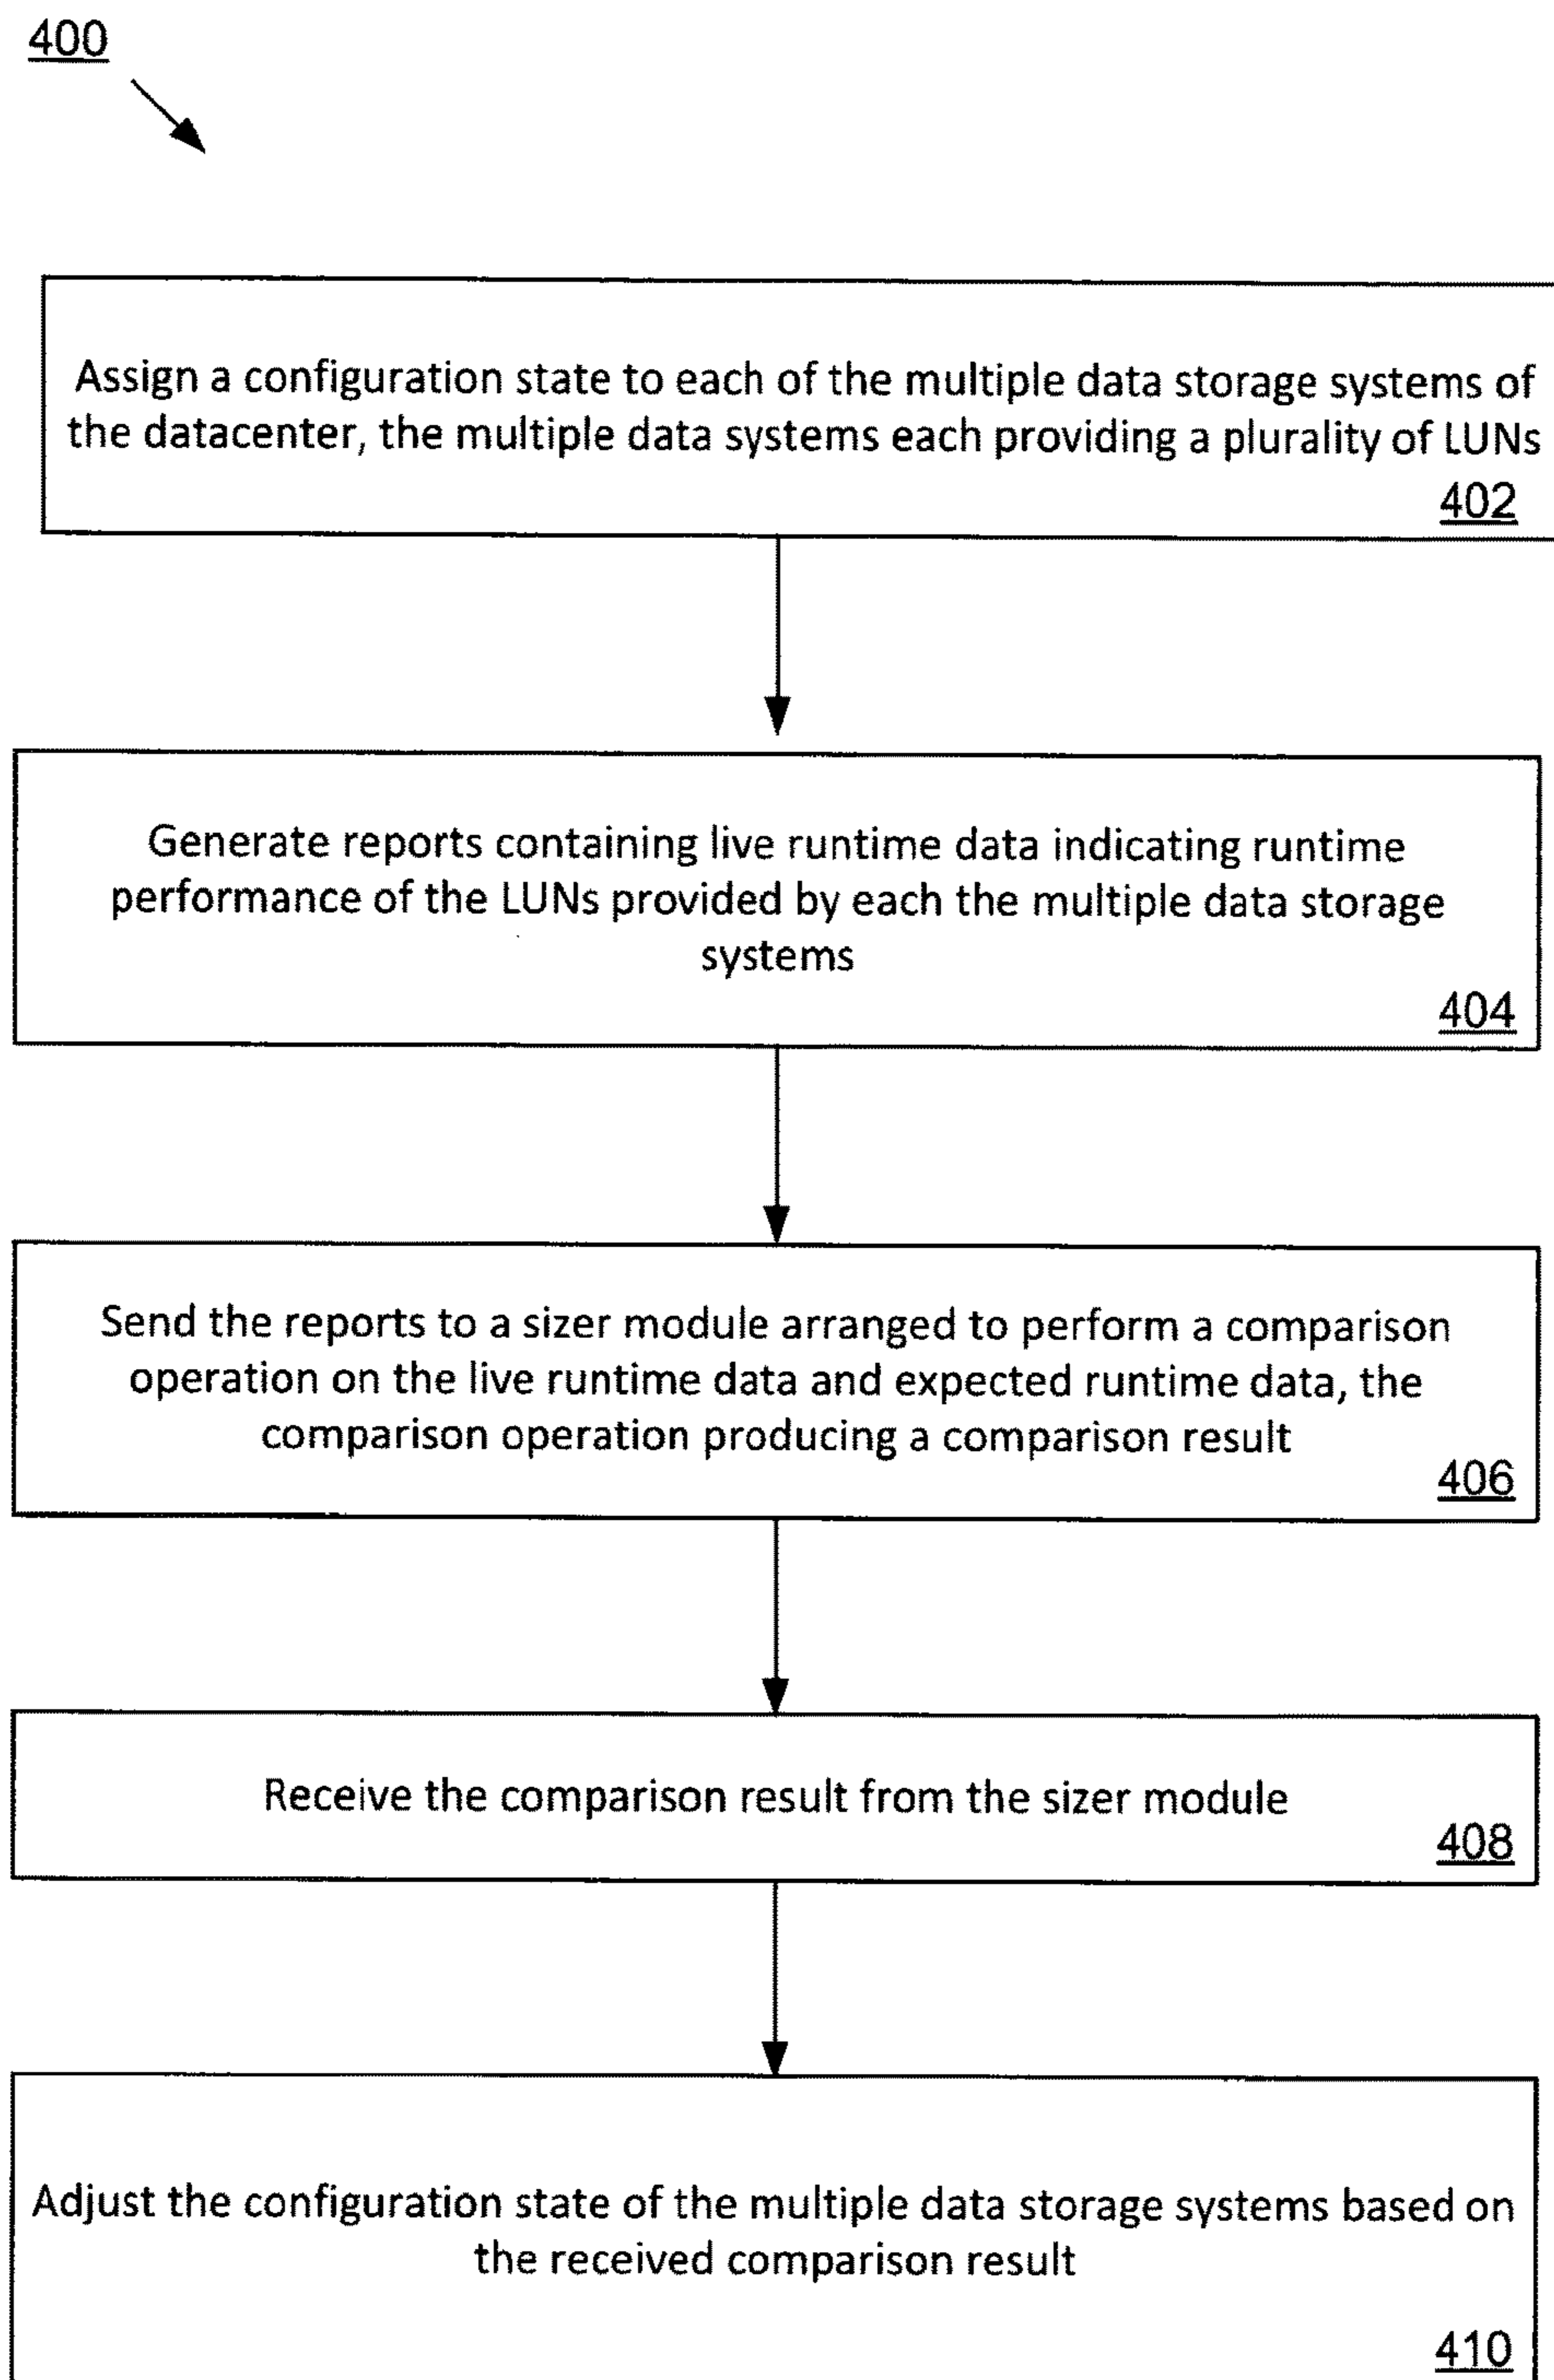 400
Assign a configuration state to each of the multiple data storage systems of
the datacenter, the multiple data systems each providing a plurality of LUNs
402
Generate reports containing live runtime data indicating runtime
performance of the LUNs provided by each the multiple data storage
systems
404
Send the reports to a sizer module arranged to perform a comparison
operation on the live runtime data and expected runtime data, the
comparison operation producing a comparison result
406
Receive the comparison result from the sizer module
408
Adjust the configuration state of the multiple data storage systems based on
the received comparison result
410